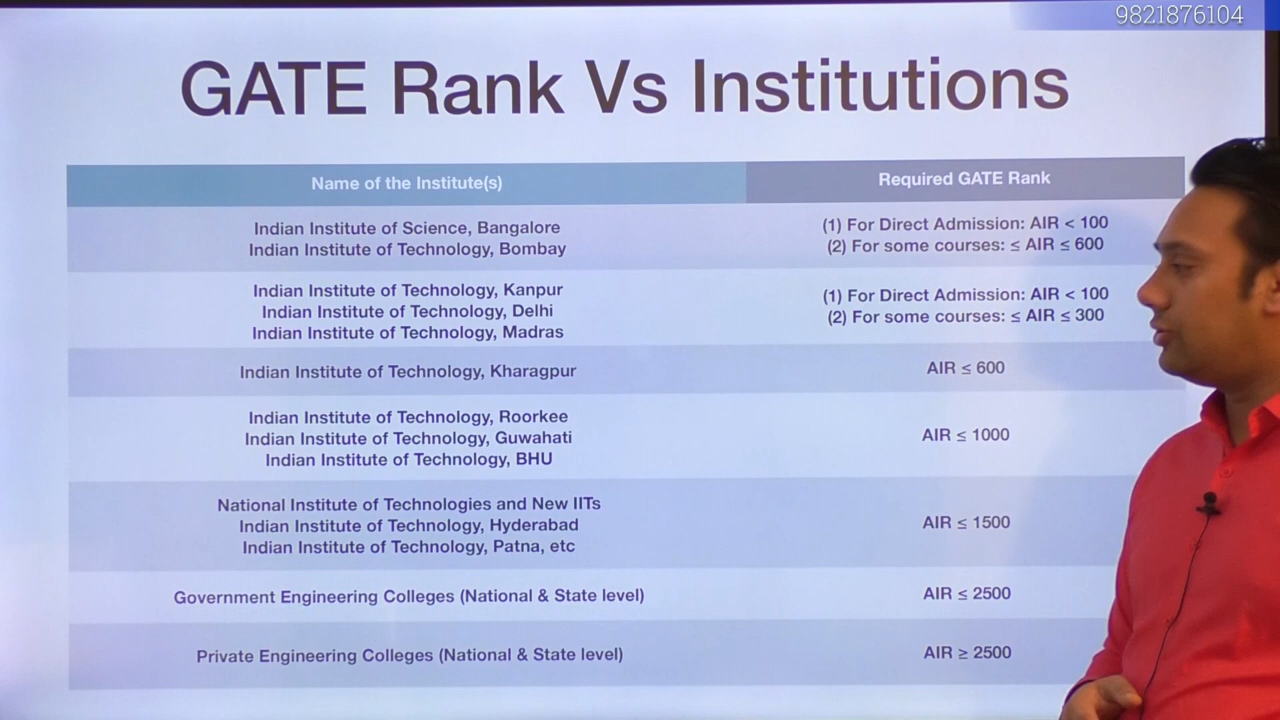 9821876104
GATE Rank Vs Institutions
Name of the Institute(s)
Required GATE Rank
Indian Institute of Science, Bangalore
Indian Institute of Technology, Bombay
(1) For Direct Admission: AIR < 100
(2) For some courses: ≤ AIR ≤ 600
Indian Institute of Technology, Kanpur
Indian Institute of Technology, Delhi
Indian Institute of Technology, Madras
(1) For Direct Admission: AIR < 100
(2) For some courses: ≤ AIR ≤ 300
Indian Institute of Technology, Kharagpur
AIR ≤ 600
Indian Institute of Technology, Roorkee
Indian Institute of Technology, Guwahati
Indian Institute of Technology, BHU
AIR ≤ 1000
National Institute of Technologies and New IITs
Indian Institute of Technology, Hyderabad
Indian Institute of Technology, Patna, etc
AIR ≤ 1500
Government Engineering Colleges (National & State level)
AIR ≤ 2500
Private Engineering Colleges (National & State level)
AIR ≥ 2500